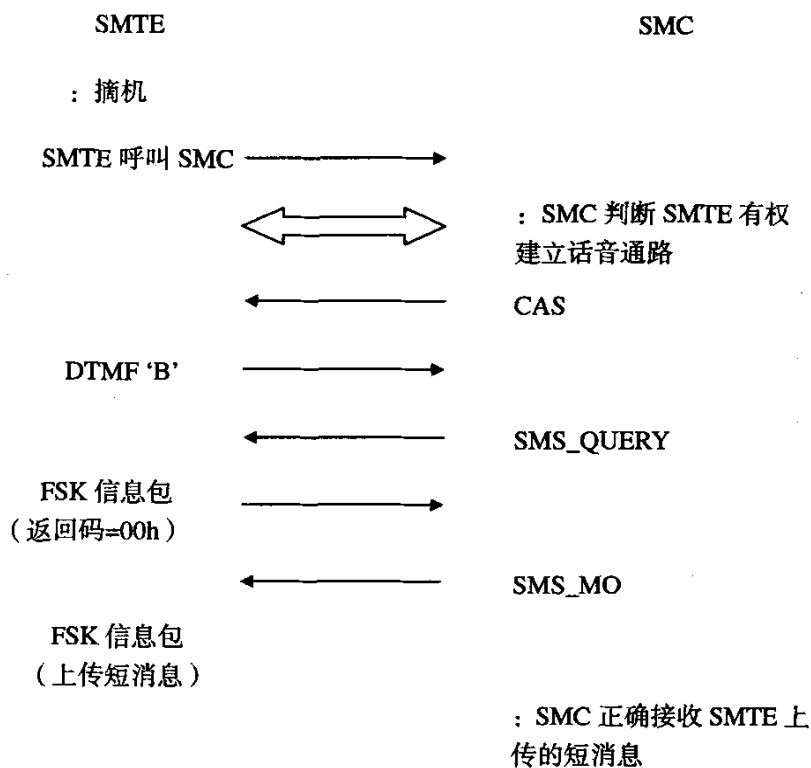 SMTE SMC
：摘机
SMTE 呼叫 SMC
：SMC 判断 SMTE 有权
建立话音通路
CAS
DTMF ‘B’
SMS_QUERY
FSK 信息包
（返回码=00h）
SMS_MO
FSK 信息包
（上传短消息）
：SMC 正确接收 SMTE 上
传的短消息